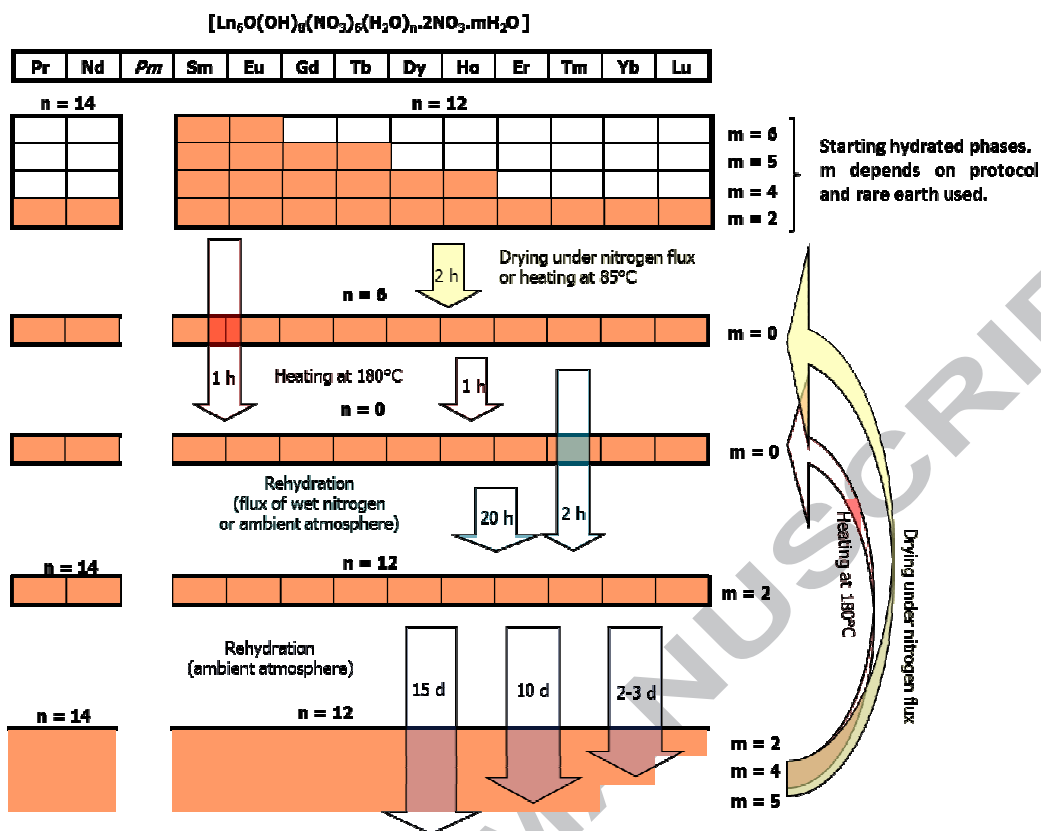 [Ln6O(OH)8(NO3)6(H2O)n.2NO3.mH2O]
Pr Nd Pm Sm Eu Gd Tb Dy Ho Er Tm Yb Lu
n = 14
n = 12
m = 6
m = 5
m = 4
m = 2
Starting hydrated phases.
m depends on protocol
and rare earth used.
2 h
Drying under nitrogen flux
or heating at 85°C
n = 6
m = 0
1 h
Heating at 180°C
1 h
n = 0
m = 0
Rehydration
(flux of wet nitrogen
or ambient atmosphere)
20 h
2 h
n = 14
n = 12
m = 2
Rehydration
(ambient atmosphere)
15 d
10 d
2-3 d
n = 14
n = 12
m = 2
m = 4
m = 5
Heating at 180°C
Drying under nitrogen flux
NUSCRIP